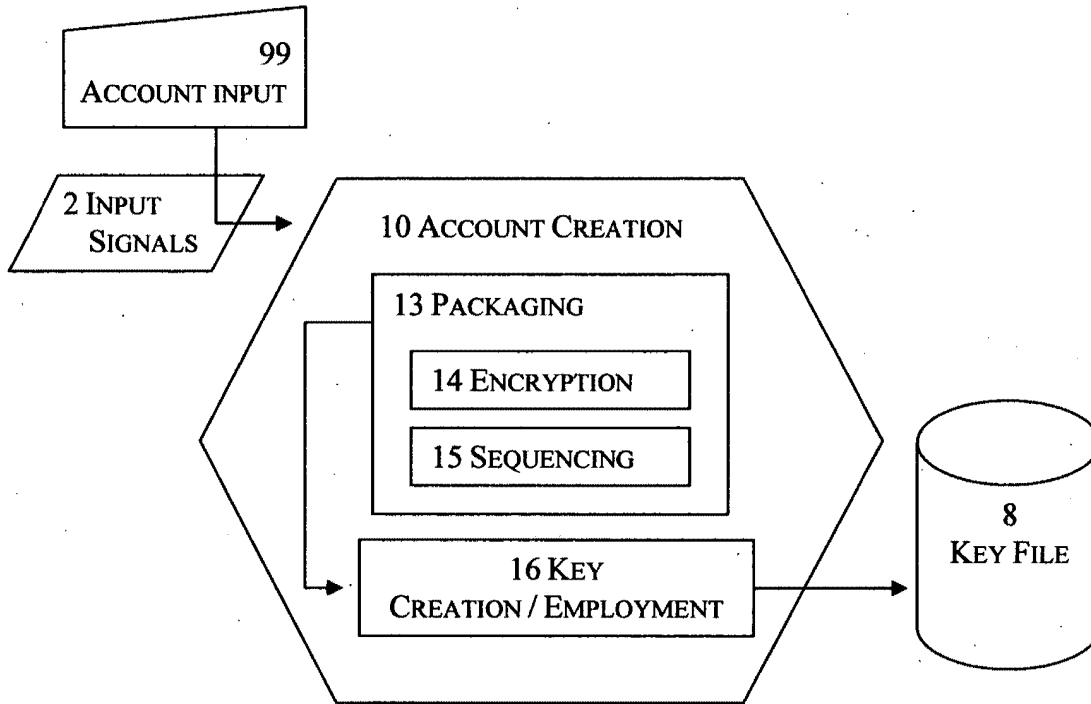 99
ACCOUNT INPUT
2 INPUT
SIGNALS
10 ACCOUNT CREATION
13 PACKAGING
14 ENCRYPTION
15 SEQUENCING
16 KEY
CREATION / EMPLOYMENT
8
KEY FILE